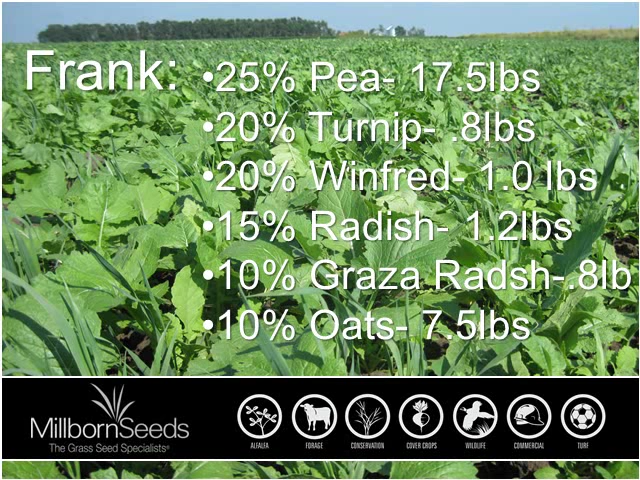 Frank:
•25% Pea- 17.5lbs
•20% Turnip- .8lbs
•20% Winfred- 1.0 lbs
•15% Radish- 1.2lbs
•10% Graza Radsh-.8lb
•10% Oats- 7.5lbs
MillbornSeeds
The Grass Seed Specialists®
ALFALFA FORAGE CONSERVATION COVER CROPS WILDLIFE COMMERCIAL TURF